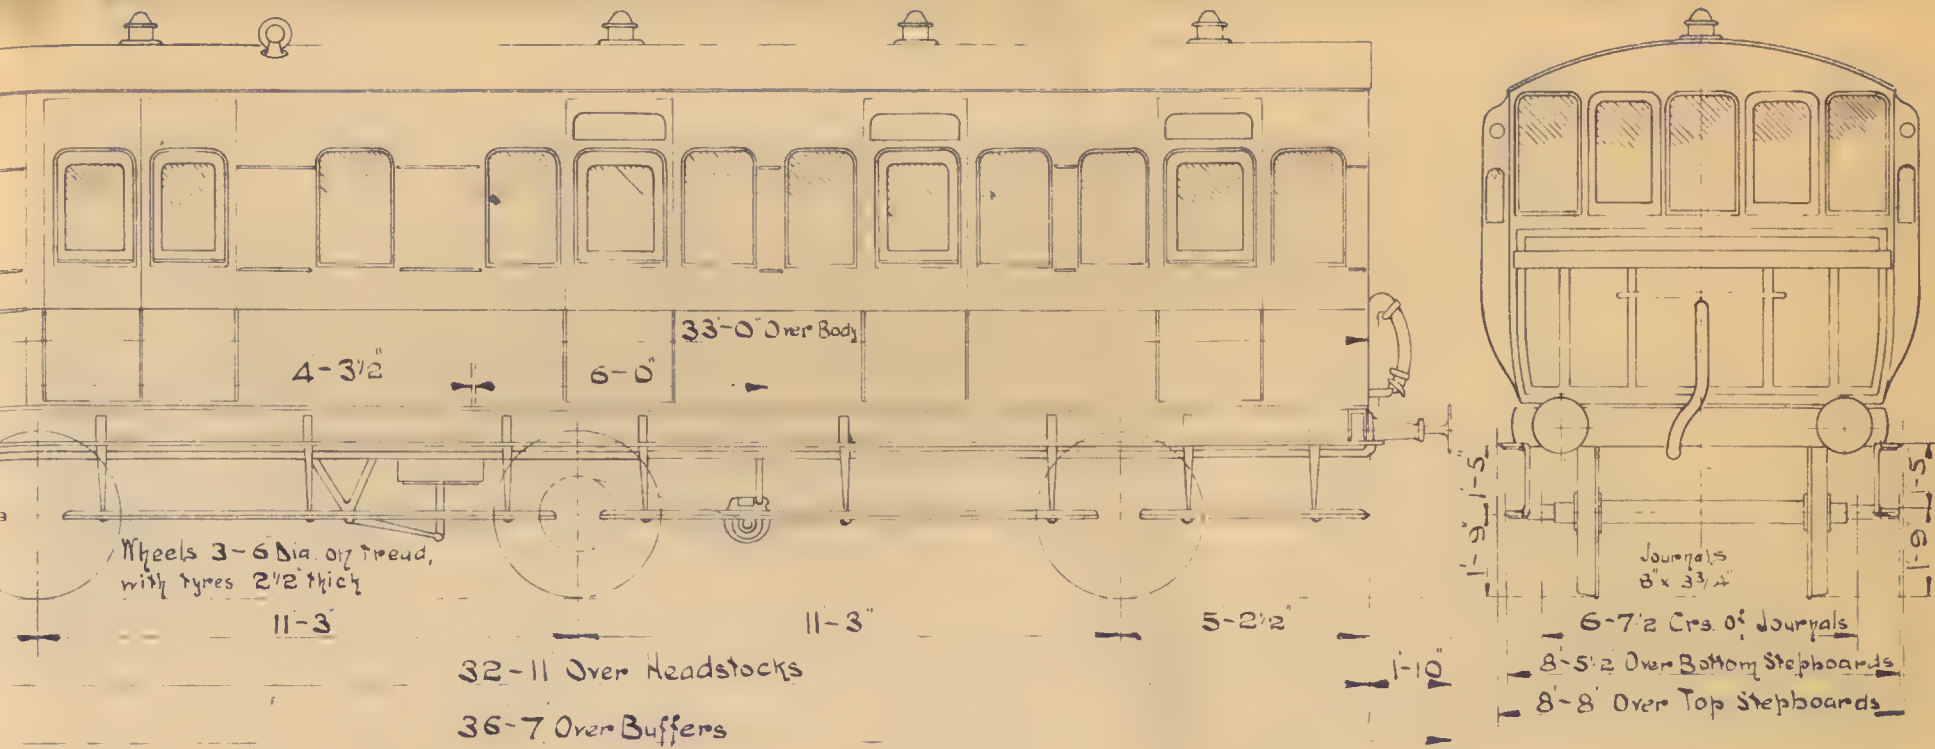 33'-0" Over Body
4-3½"
6-0"
Wheels 3-6 Dia. on tread,
with tyres 2½" thick
11-3"
11-3"
5-2½"
32-11 Over Headstocks
1'-10"
36-7 Over Buffers
1'-5"
1'-9"
1'-5"
1'-9"
Journals
8" x 3¾"
6-7½ Crs. of Journals
8'-5½ Over Bottom Stepboards
8'-8" Over Top Stepboards